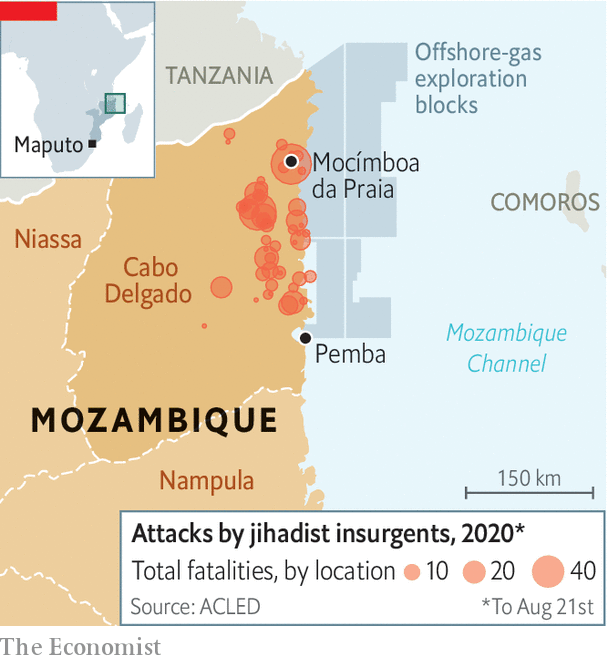 TANZANIA
Offshore-gas
exploration
blocks
Maputo
Mocímboa
da Praia
COMOROS
Niassa
Cabo
Delgado
Mozambique
Channel
Pemba
MOZAMBIQUE
Nampula
150 km
Attacks by jihadist insurgents, 2020*
Total fatalities, by location 10 20 40
Source: ACLED *To Aug 21st
The Economist